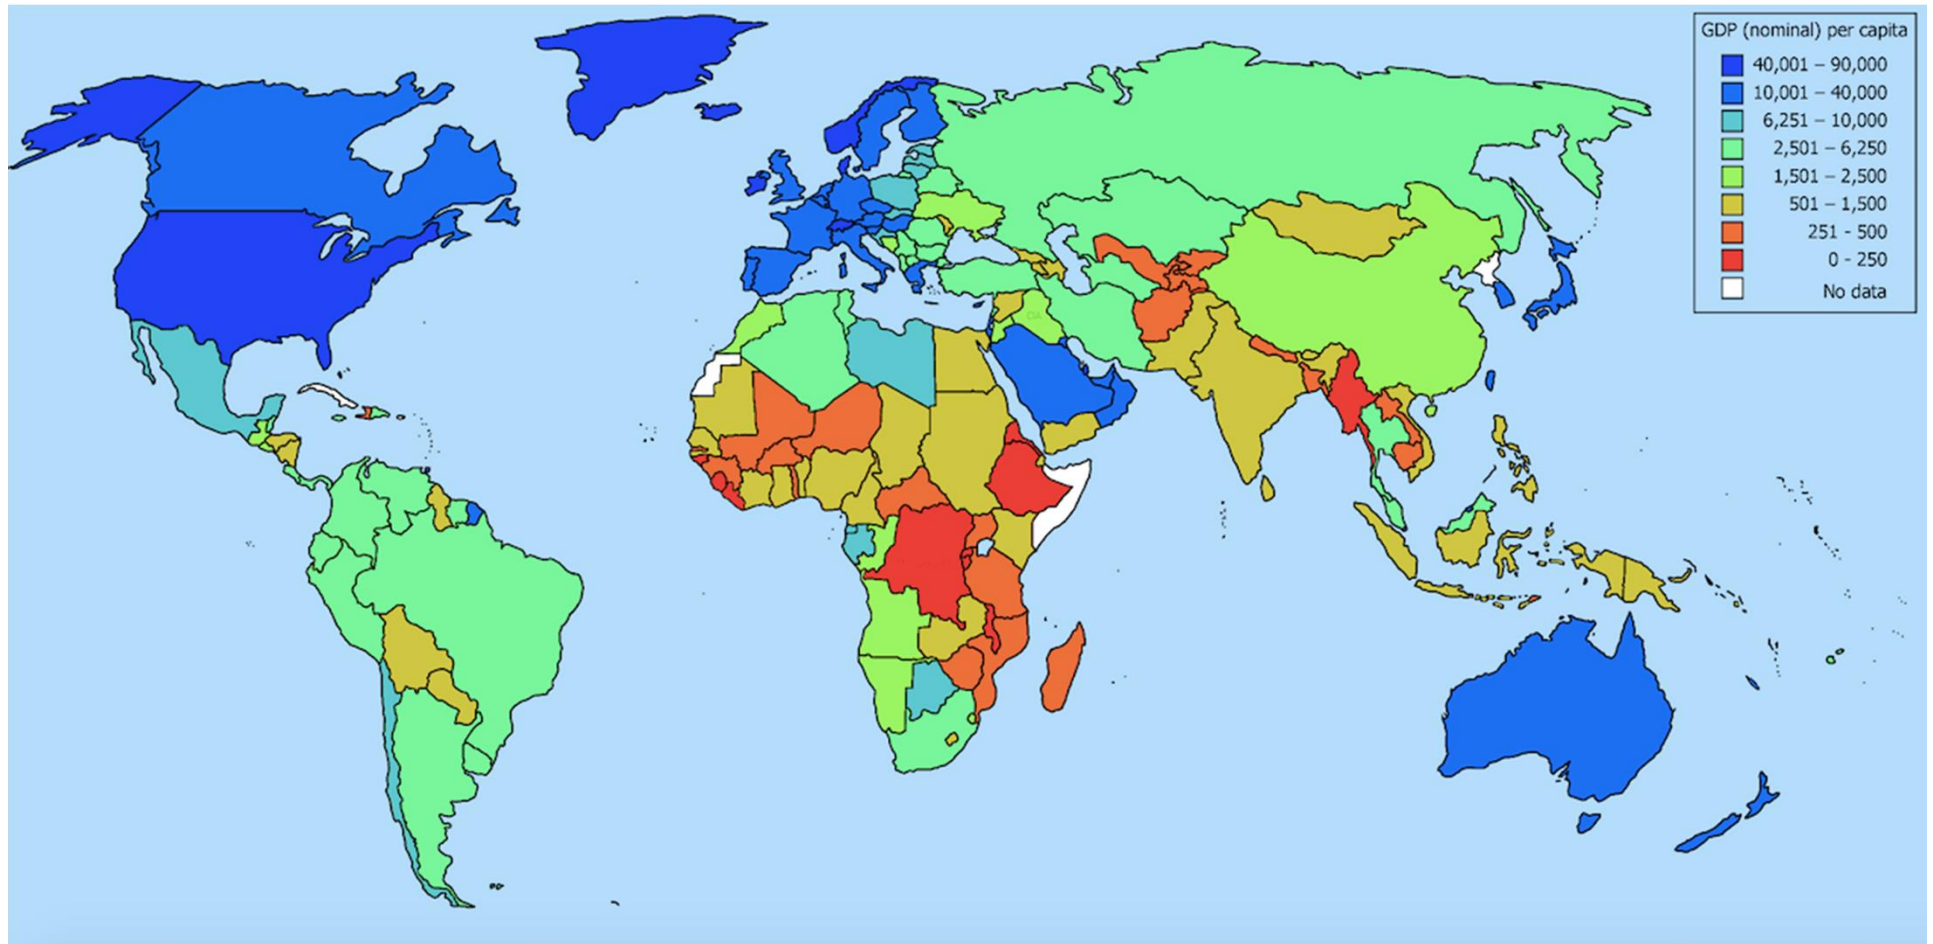 GDP (nominal) per capita
40,001 – 90,000
10,001 – 40,000
6,251 – 10,000
2,501 – 6,250
1,501 – 2,500
501 – 1,500
251 - 500
0 - 250
No data